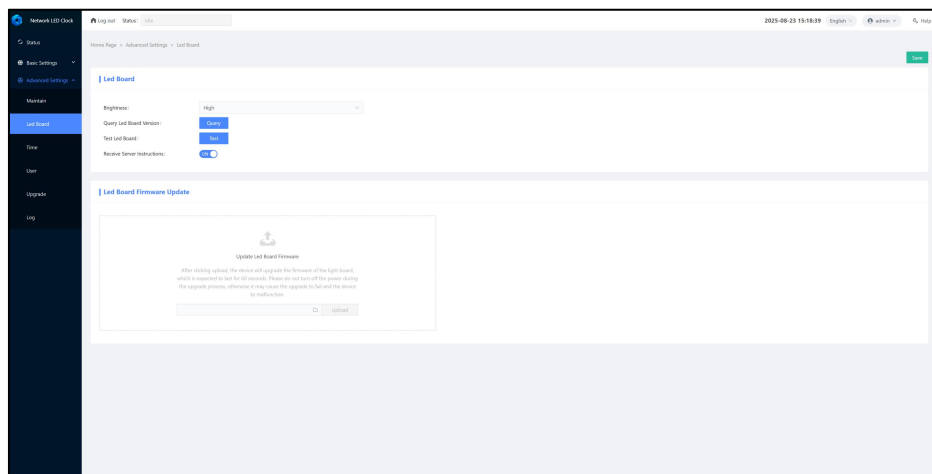 Network LED Clock
Log out Status: Idle
2025-08-23 15:18:39 English admin Help
Status
Basic Settings
Advanced Settings
Maintain
Led Board
Time
User
Upgrade
Log
Home Page > Advanced Settings > Led Board
Save
Led Board
Brightness:
High
Query Led Board Version:
Query
Test Led Board:
Test
Receive Server Instructions:
ON
Led Board Firmware Update
Update Led Board Firmware
After clicking upload, the device will upgrade the firmware of the light board,
which is expected to last for 60 seconds. Please do not turn off the power during
the upgrade process, otherwise it may cause the upgrade to fail and the device
to malfunction.
Upload